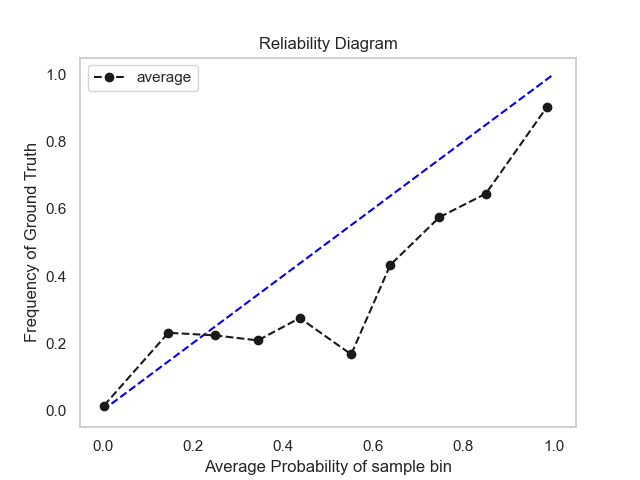 Reliability Diagram
average
Frequency of Ground Truth
1.0
0.8
0.6
0.4
0.2
0.0
0.0 0.2 0.4 0.6 0.8 1.0
Average Probability of sample bin